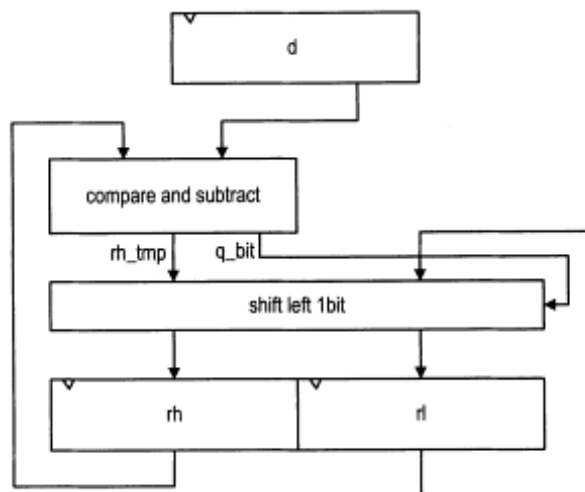 d
compare and subtract
rh_tmp
q_bit
shift left 1bit
rh
rl